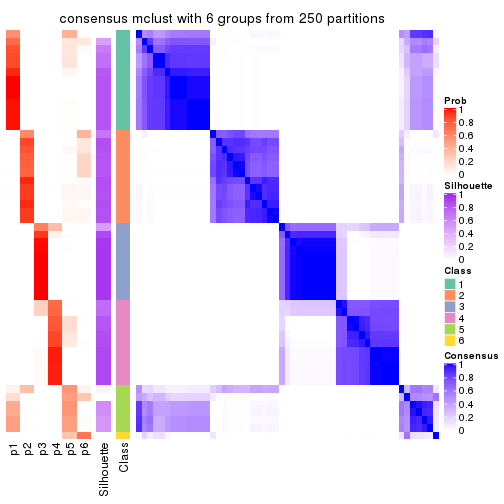 consensus mclust with 6 groups from 250 partitions
Prob
1
0.8
0.6
0.4
0.2
0
Silhouette
1
0.8
0.6
0.4
0.2
0
Class
1
2
3
4
5
6
Consensus
1
0.8
0.6
0.4
0.2
0
p1
p2
p3
p4
p5
p6
Silhouette
Class